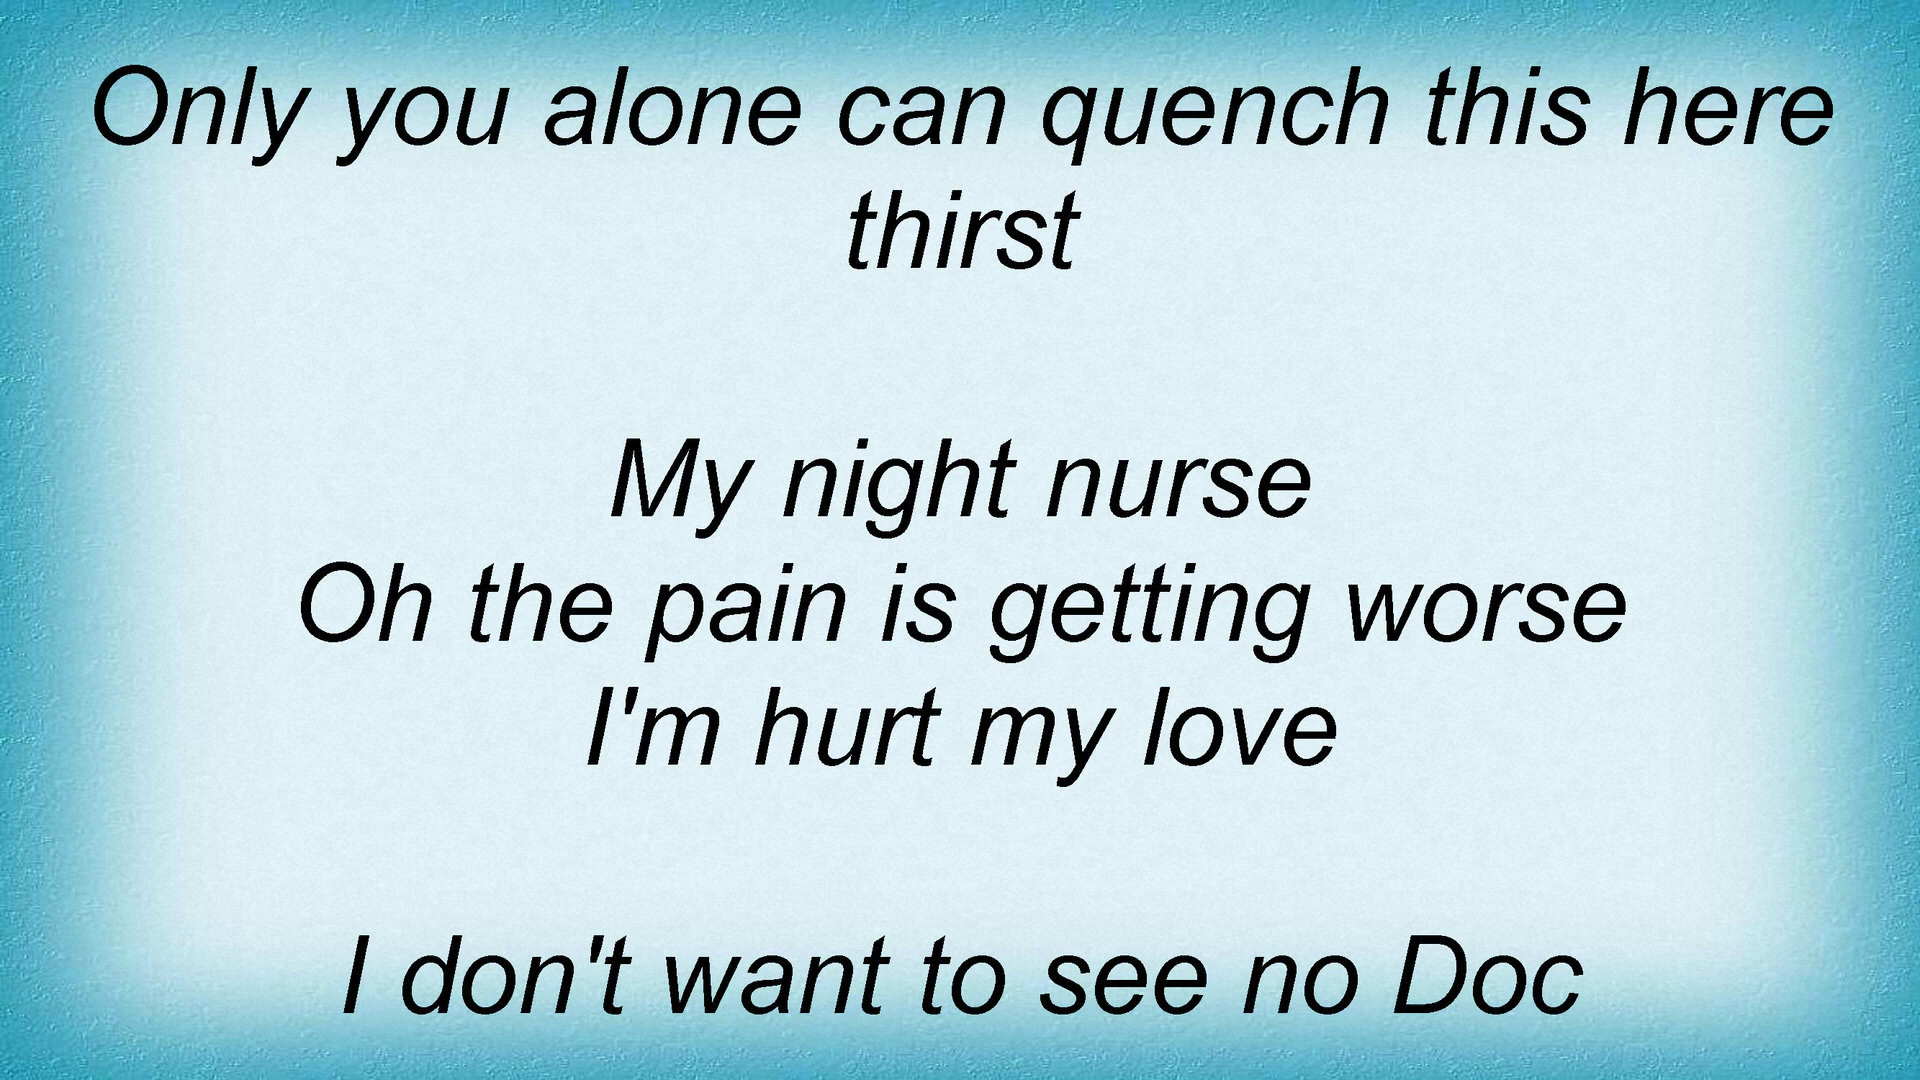 Only you alone can quench this here
thirst
My night nurse
Oh the pain is getting worse
I'm hurt my love
I don't want to see no Doc